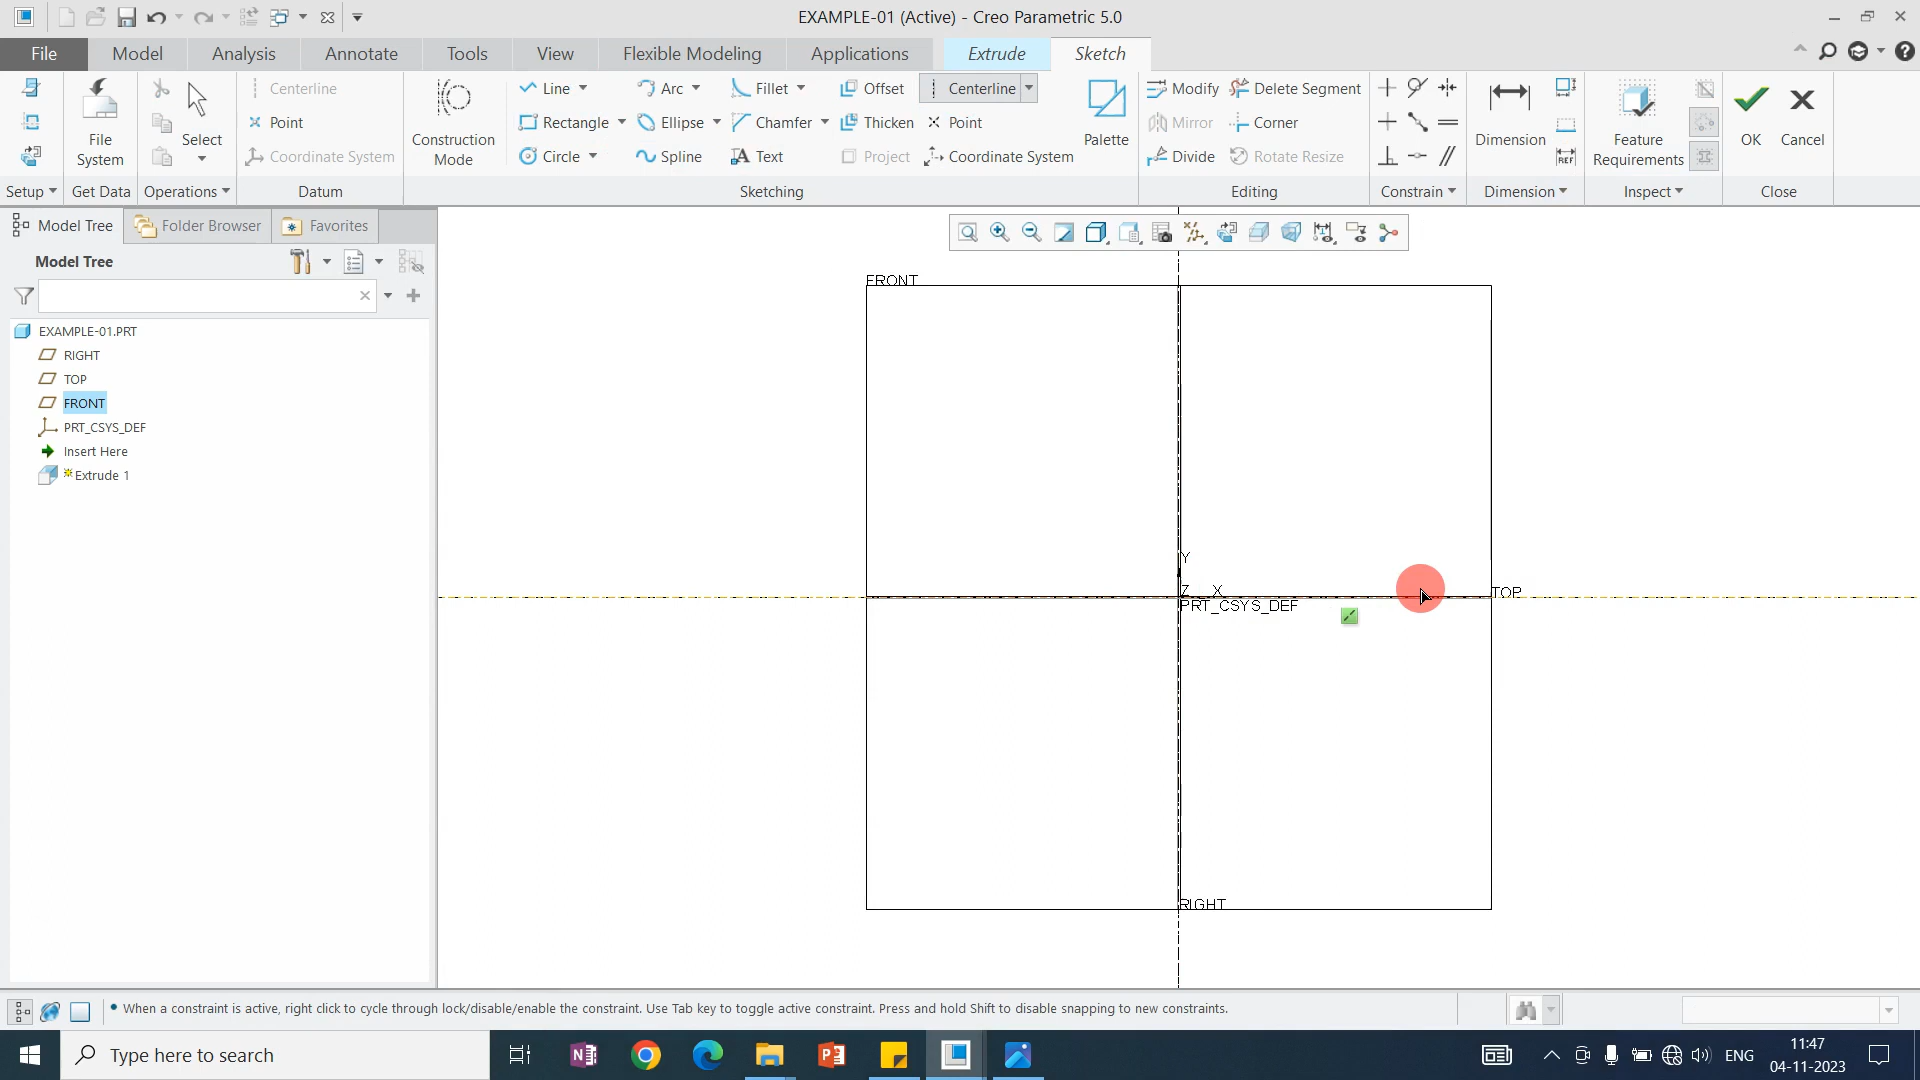 EXAMPLE-01 (Active) - Creo Parametric 5.0
File Model Analysis Annotate Tools View Flexible Modeling Applications Extrude Sketch
Centerline Line Arc Fillet Offset Centerline Modify Delete Segment
Point Rectangle Ellipse Chamfer Thicken Point Mirror Corner
File System Select Construction Mode Palette Dimension Feature Requirements OK Cancel
Coordinate System Circle Spline Text Project Coordinate System Divide Rotate Resize
REF
Setup Get Data Operations Datum Sketching Editing Constrain Dimension Inspect Close
Model Tree Folder Browser Favorites
Model Tree
EXAMPLE-01.PRT
RIGHT
TOP
FRONT
PRT_CSYS_DEF
Insert Here
Extrude 1
FRONT
Y
Z X
TOP
PRT_CSYS_DEF
RIGHT
When a constraint is active, right click to cycle through lock/disable/enable the constraint. Use Tab key to toggle active constraint. Press and hold Shift to disable snapping to new constraints.
Type here to search
ENG
11:47
04-11-2023